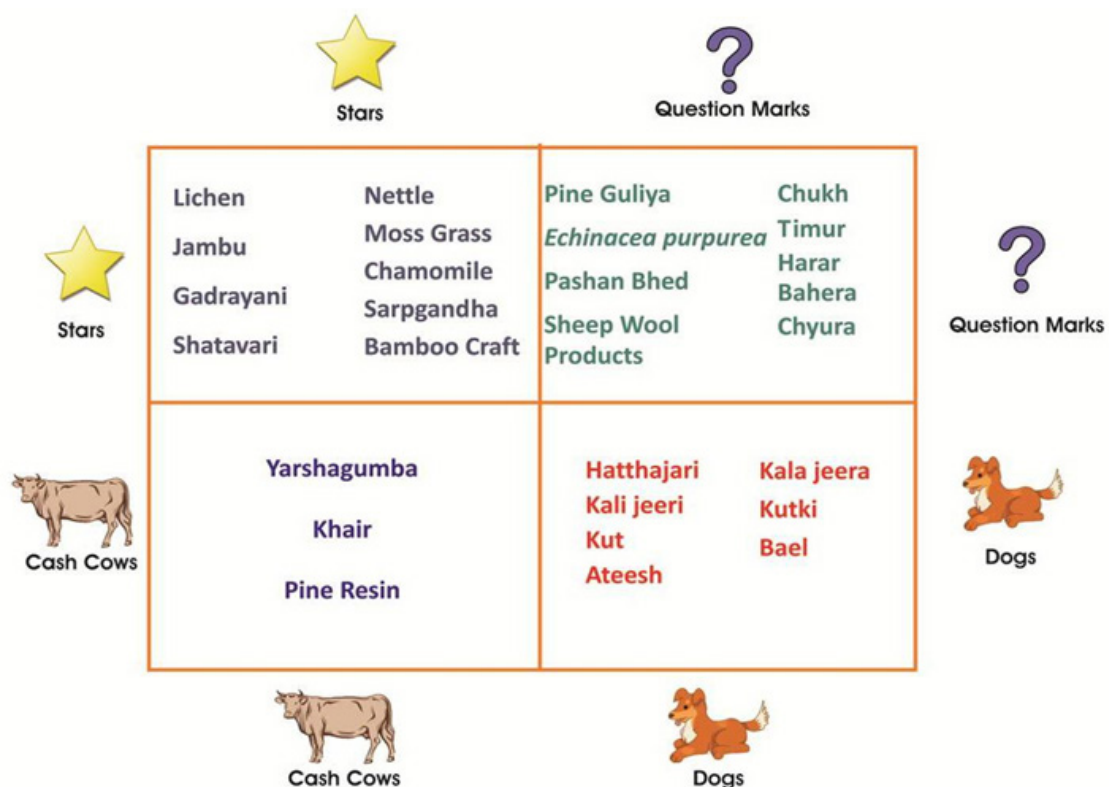 Stars
Question Marks
Stars
Lichen
Jambu
Gadrayani
Shatavari
Nettle
Moss Grass
Chamomile
Sarpgandha
Bamboo Craft
Pine Guliya
Echinacea purpurea
Pashan Bhed
Sheep Wool
Products
Chukh
Timur
Harar
Bahera
Chyura
Question Marks
Cash Cows
Yarshagumba
Khair
Pine Resin
Hatthajari
Kali jeeri
Kut
Ateesh
Kala jeera
Kutki
Bael
Dogs
Cash Cows
Dogs